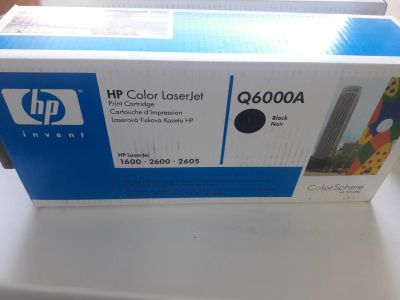 hp
invent
HP Color LaserJet
Print Cartridge
Cartouche d'Impression
Laserová Tisková Kazeta HP
HP LaserJet
1600 · 2600 · 2605
Q6000A
Black
Noir
ColorSphere